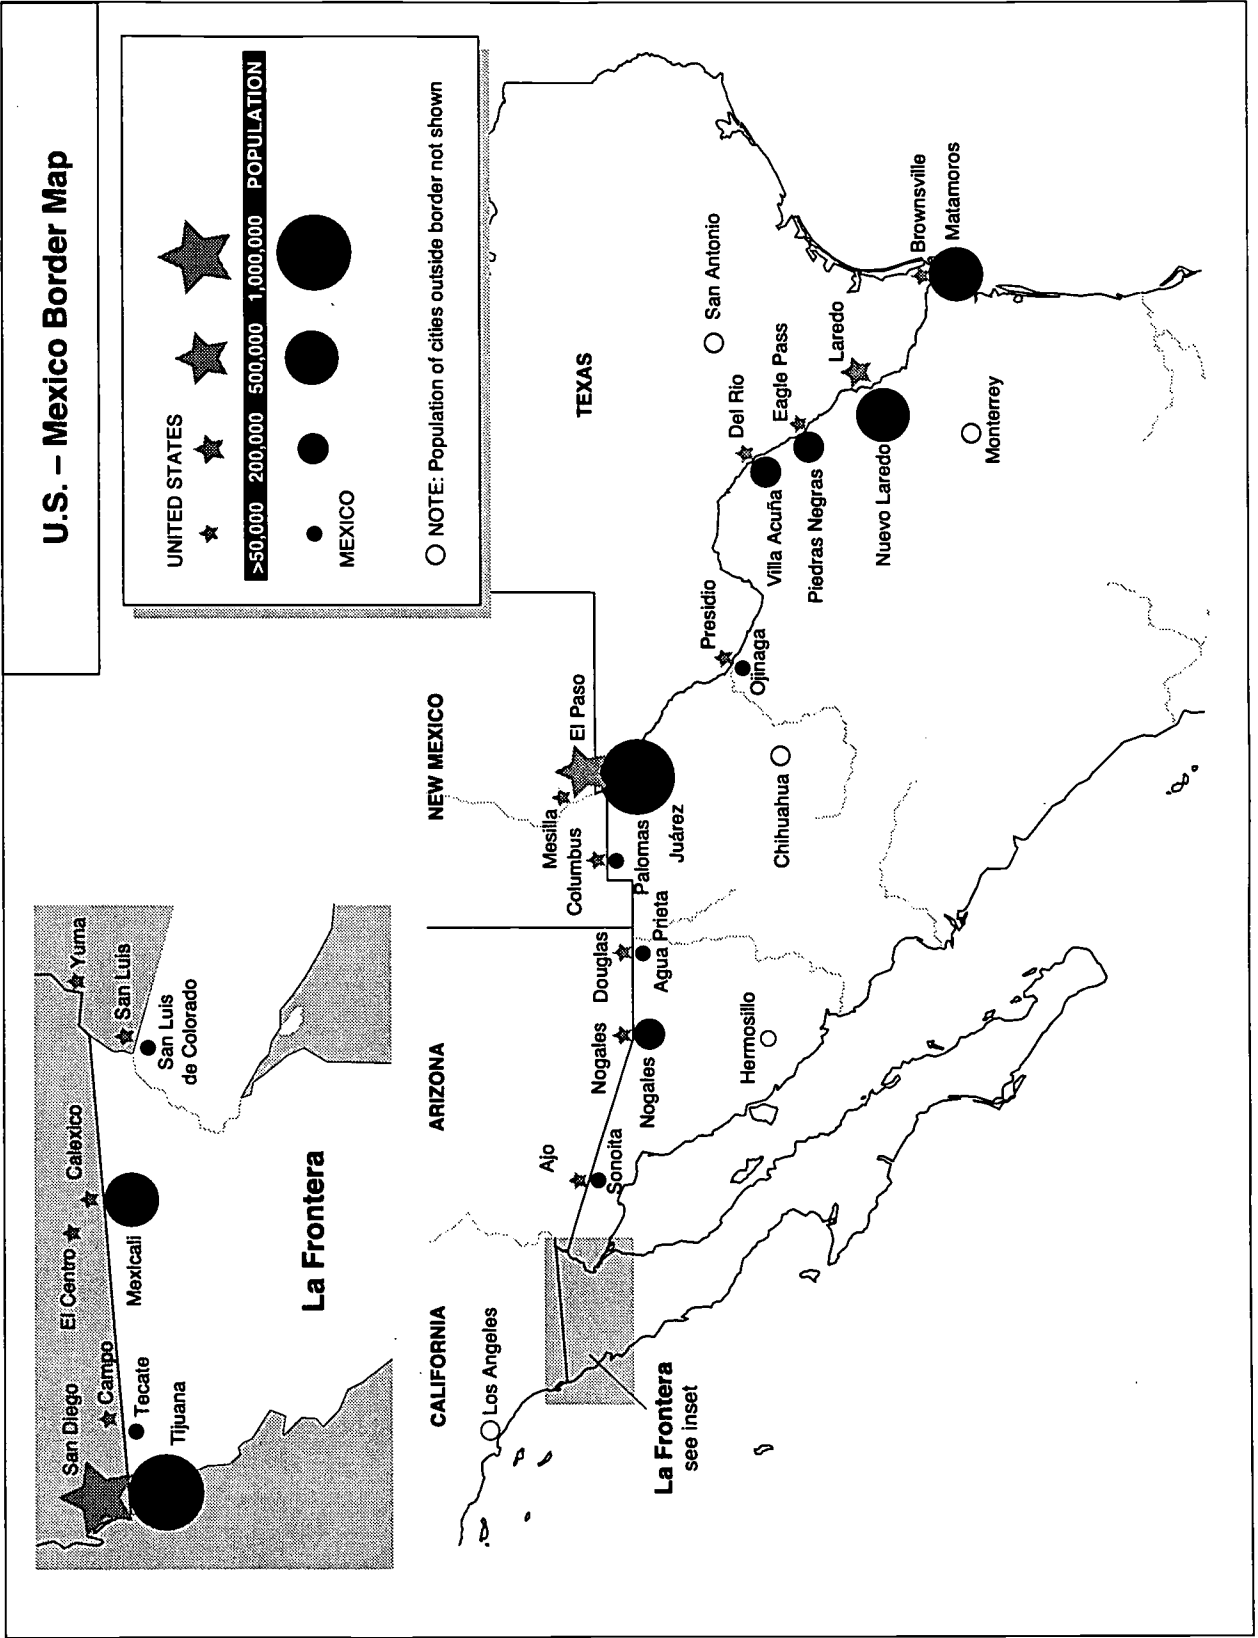 U.S. – Mexico Border Map
UNITED STATES
>50,000 200,000 500,000 1,000,000 POPULATION
MEXICO
NOTE: Population of cities outside border not shown
San Diego
Campo
Tecate
Tijuana
El Centro
Calexico
Mexicali
Yuma
San Luis
San Luis
de Colorado
La Frontera
CALIFORNIA
ARIZONA
NEW MEXICO
TEXAS
Los Angeles
La Frontera
see inset
Ajo
Sonoita
Nogales
Nogales
Hermosillo
Douglas
Agua Prieta
Columbus
Palomas
Mesilla
El Paso
Juárez
Chihuahua
Presidio
Ojinaga
Del Rio
Villa Acuña
Eagle Pass
Piedras Negras
San Antonio
Laredo
Nuevo Laredo
Monterrey
Brownsville
Matamoros